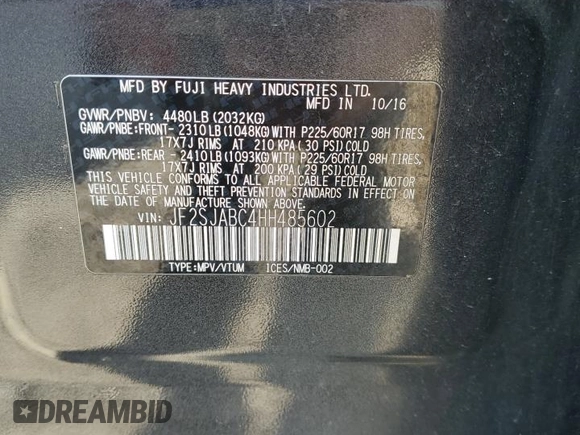 MFD BY FUJI HEAVY INDUSTRIES LTD.
MFD IN 10/16
GVWR/PNBV: 4480LB(2032KG)
GAWR/PNBE:FRONT- 2310LB(1048KG)WITH P225/60R17 98H TIRES,
17X7J RIMS AT 210 KPA( 30 PSI)COLD
GAWR/PNBE:REAR - 2410LB(1093KG)WITH P225/60R17 98H TIRES,
17X7J RIMS AT 200 KPA( 29 PSI)COLD
THIS VEHICLE CONFORMS TO ALL APPLICABLE FEDERAL MOTOR
VEHICLE SAFETY AND THEFT PREVENTION STANDARDS IN EFFECT ON
THE DATE OF MANUFACTURE SHOWN ABOVE.
VIN: JF2SJABC4HH485602
TYPE:MPV/VTUM ICES/NMB-002
DREAMBID